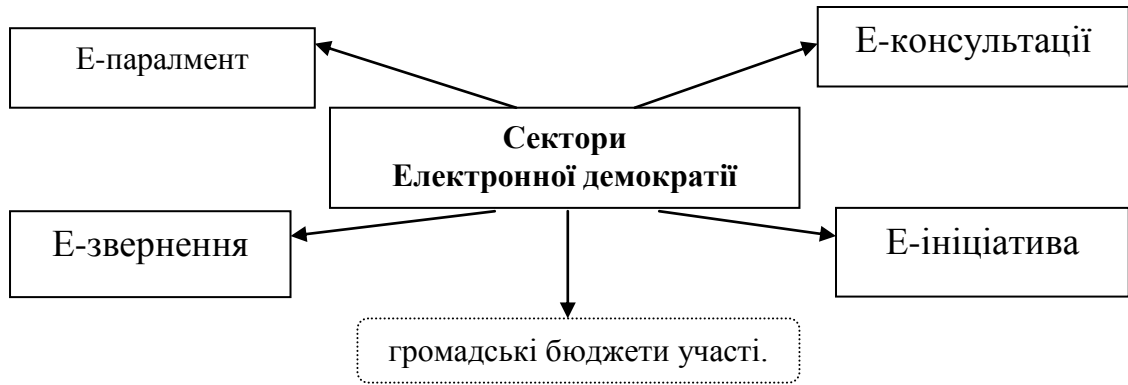 Е-паралмент
Е-консультації
Сектори
Електронної демократії
Е-звернення
Е-ініціатива
громадські бюджети участі.